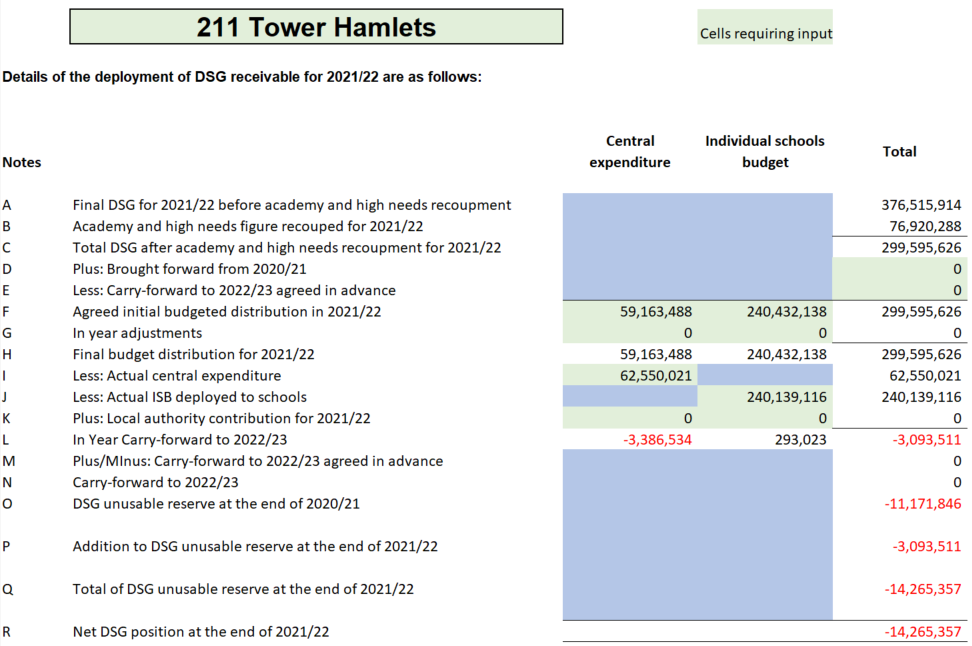 211 Tower Hamlets
Cells requiring input
Details of the deployment of DSG receivable for 2021/22 are as follows:
Notes Central expenditure Individual schools budget Total
A Final DSG for 2021/22 before academy and high needs recoupment 376,515,914
B Academy and high needs figure recouped for 2021/22 76,920,288
C Total DSG after academy and high needs recoupment for 2021/22 299,595,626
D Plus: Brought forward from 2020/21 0
E Less: Carry-forward to 2022/23 agreed in advance 0
F Agreed initial budgeted distribution in 2021/22 59,163,488 240,432,138 299,595,626
G In year adjustments 0 0 0
H Final budget distribution for 2021/22 59,163,488 240,432,138 299,595,626
I Less: Actual central expenditure 62,550,021 62,550,021
J Less: Actual ISB deployed to schools 240,139,116 240,139,116
K Plus: Local authority contribution for 2021/22 0 0 0
L In Year Carry-forward to 2022/23 -3,386,534 293,023 -3,093,511
M Plus/MInus: Carry-forward to 2022/23 agreed in advance 0
N Carry-forward to 2022/23 0
O DSG unusable reserve at the end of 2020/21 -11,171,846
P Addition to DSG unusable reserve at the end of 2021/22 -3,093,511
Q Total of DSG unusable reserve at the end of 2021/22 -14,265,357
R Net DSG position at the end of 2021/22 -14,265,357